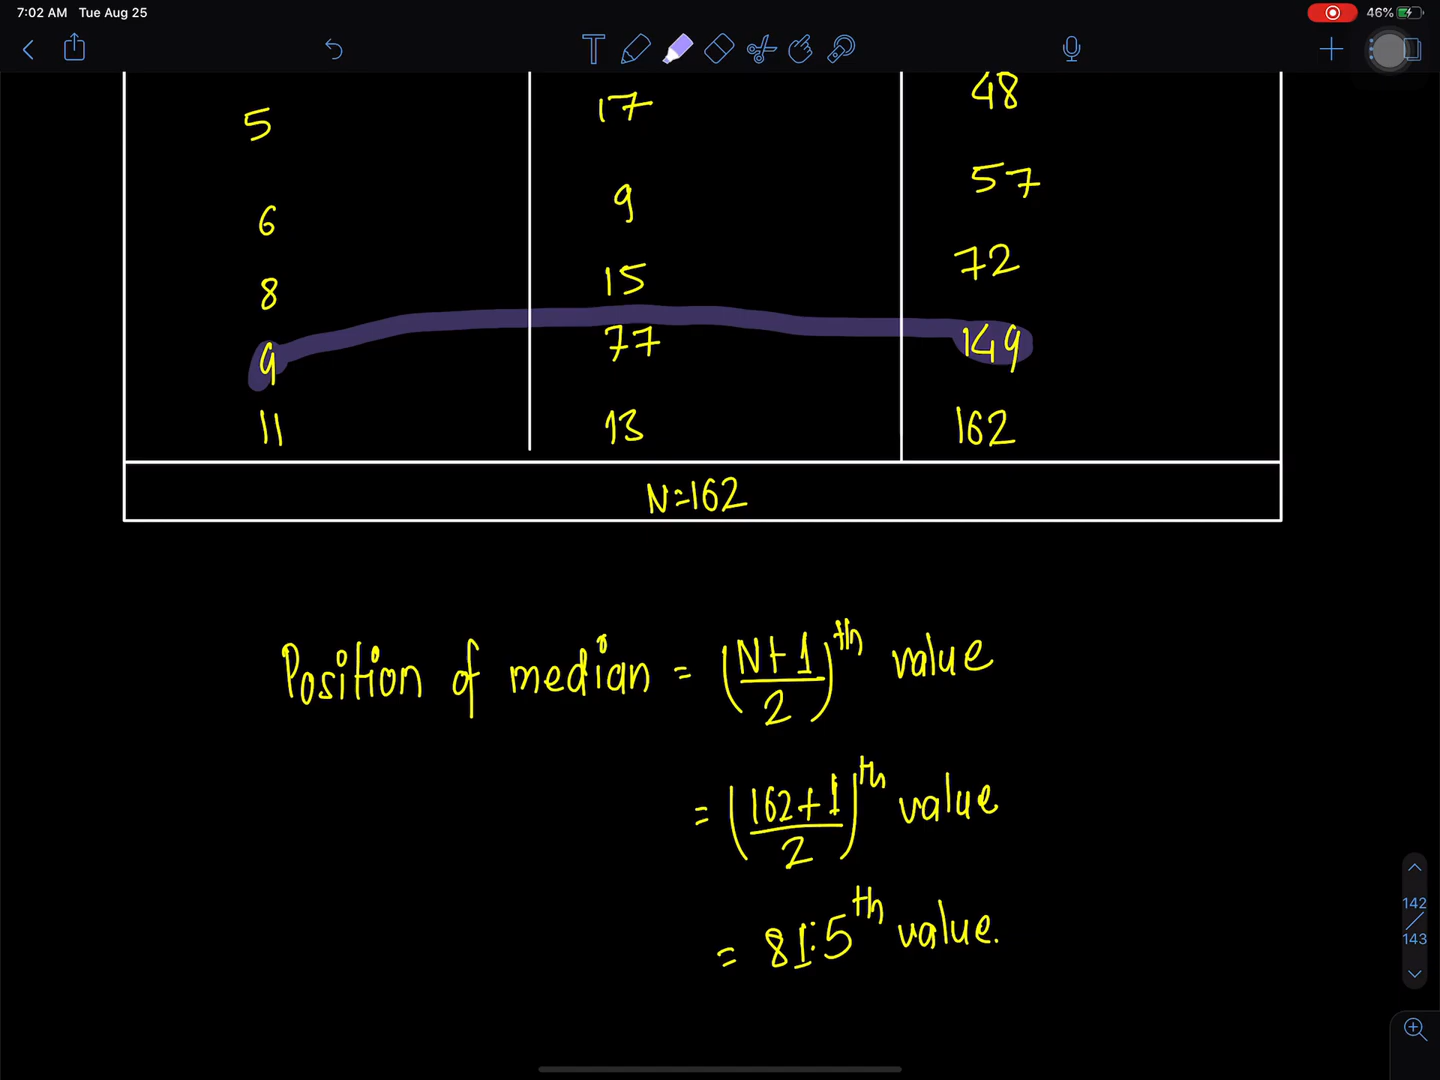 7:02 AM Tue Aug 25
46%
5 17 48
6 9 57
8 15 72
9 77 149
11 13 162
N=162
Position of median = (N+1/2)th value
= (162+1/2)th value
= 81.5th value.
142
/
143